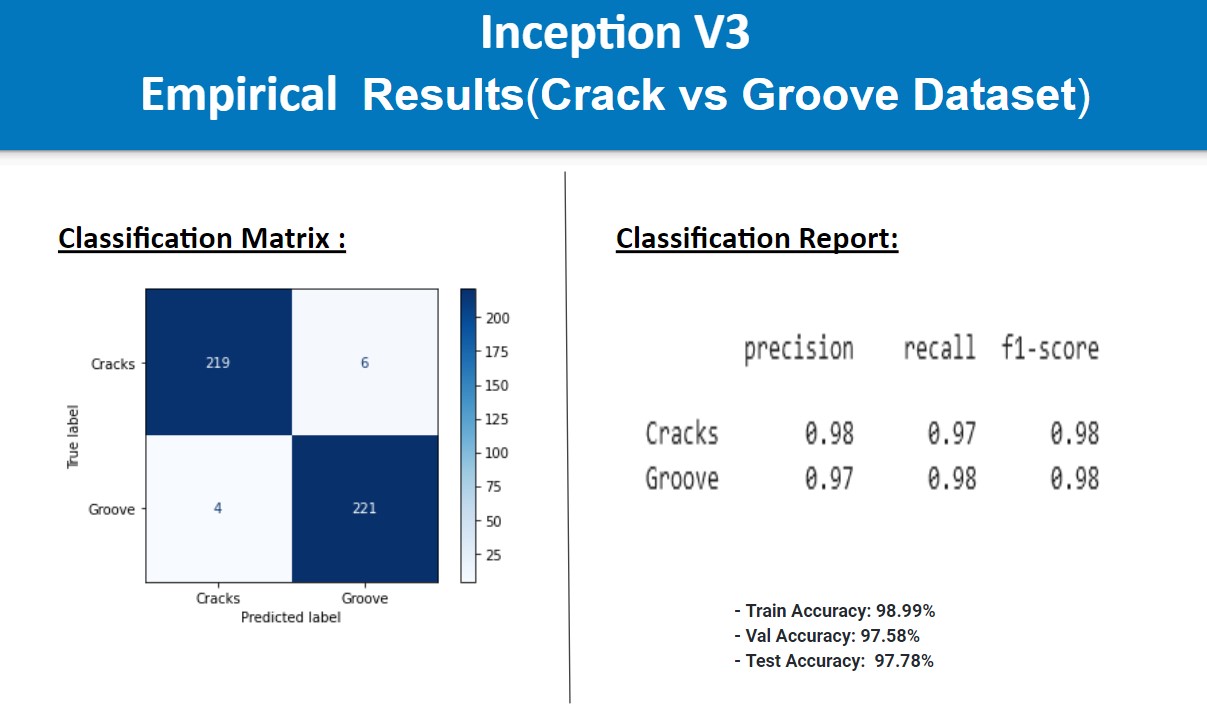 Inception V3
Empirical Results(Crack vs Groove Dataset)
Classification Matrix :
Cracks
Groove
True label
219
6
4
221
Cracks
Groove
Predicted label
200
175
150
125
100
75
50
25
Classification Report:
precision recall f1-score
Cracks 0.98 0.97 0.98
Groove 0.97 0.98 0.98
- Train Accuracy: 98.99%
- Val Accuracy: 97.58%
- Test Accuracy: 97.78%